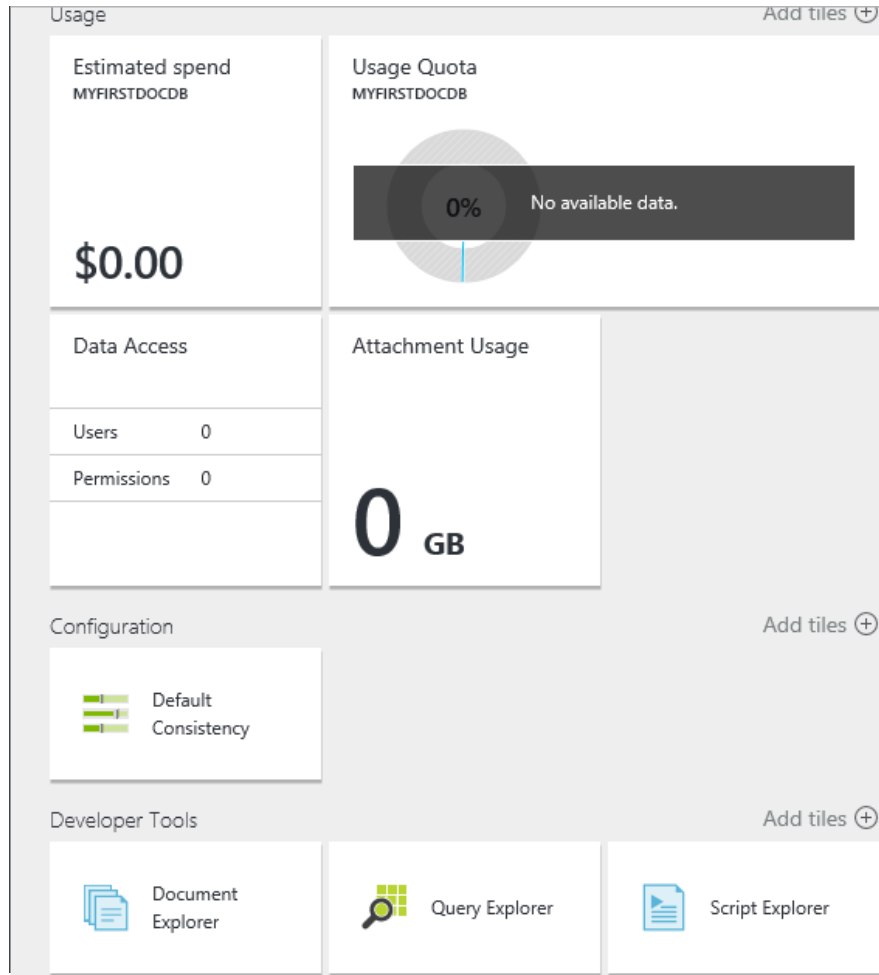 Usage
Add tiles
Estimated spend
MYFIRSTDOCDB
$0.00
Usage Quota
MYFIRSTDOCDB
0%
No available data.
Data Access
Users 0
Permissions 0
Attachment Usage
0 GB
Configuration
Add tiles
Default
Consistency
Developer Tools
Add tiles
Document
Explorer
Query Explorer
Script Explorer